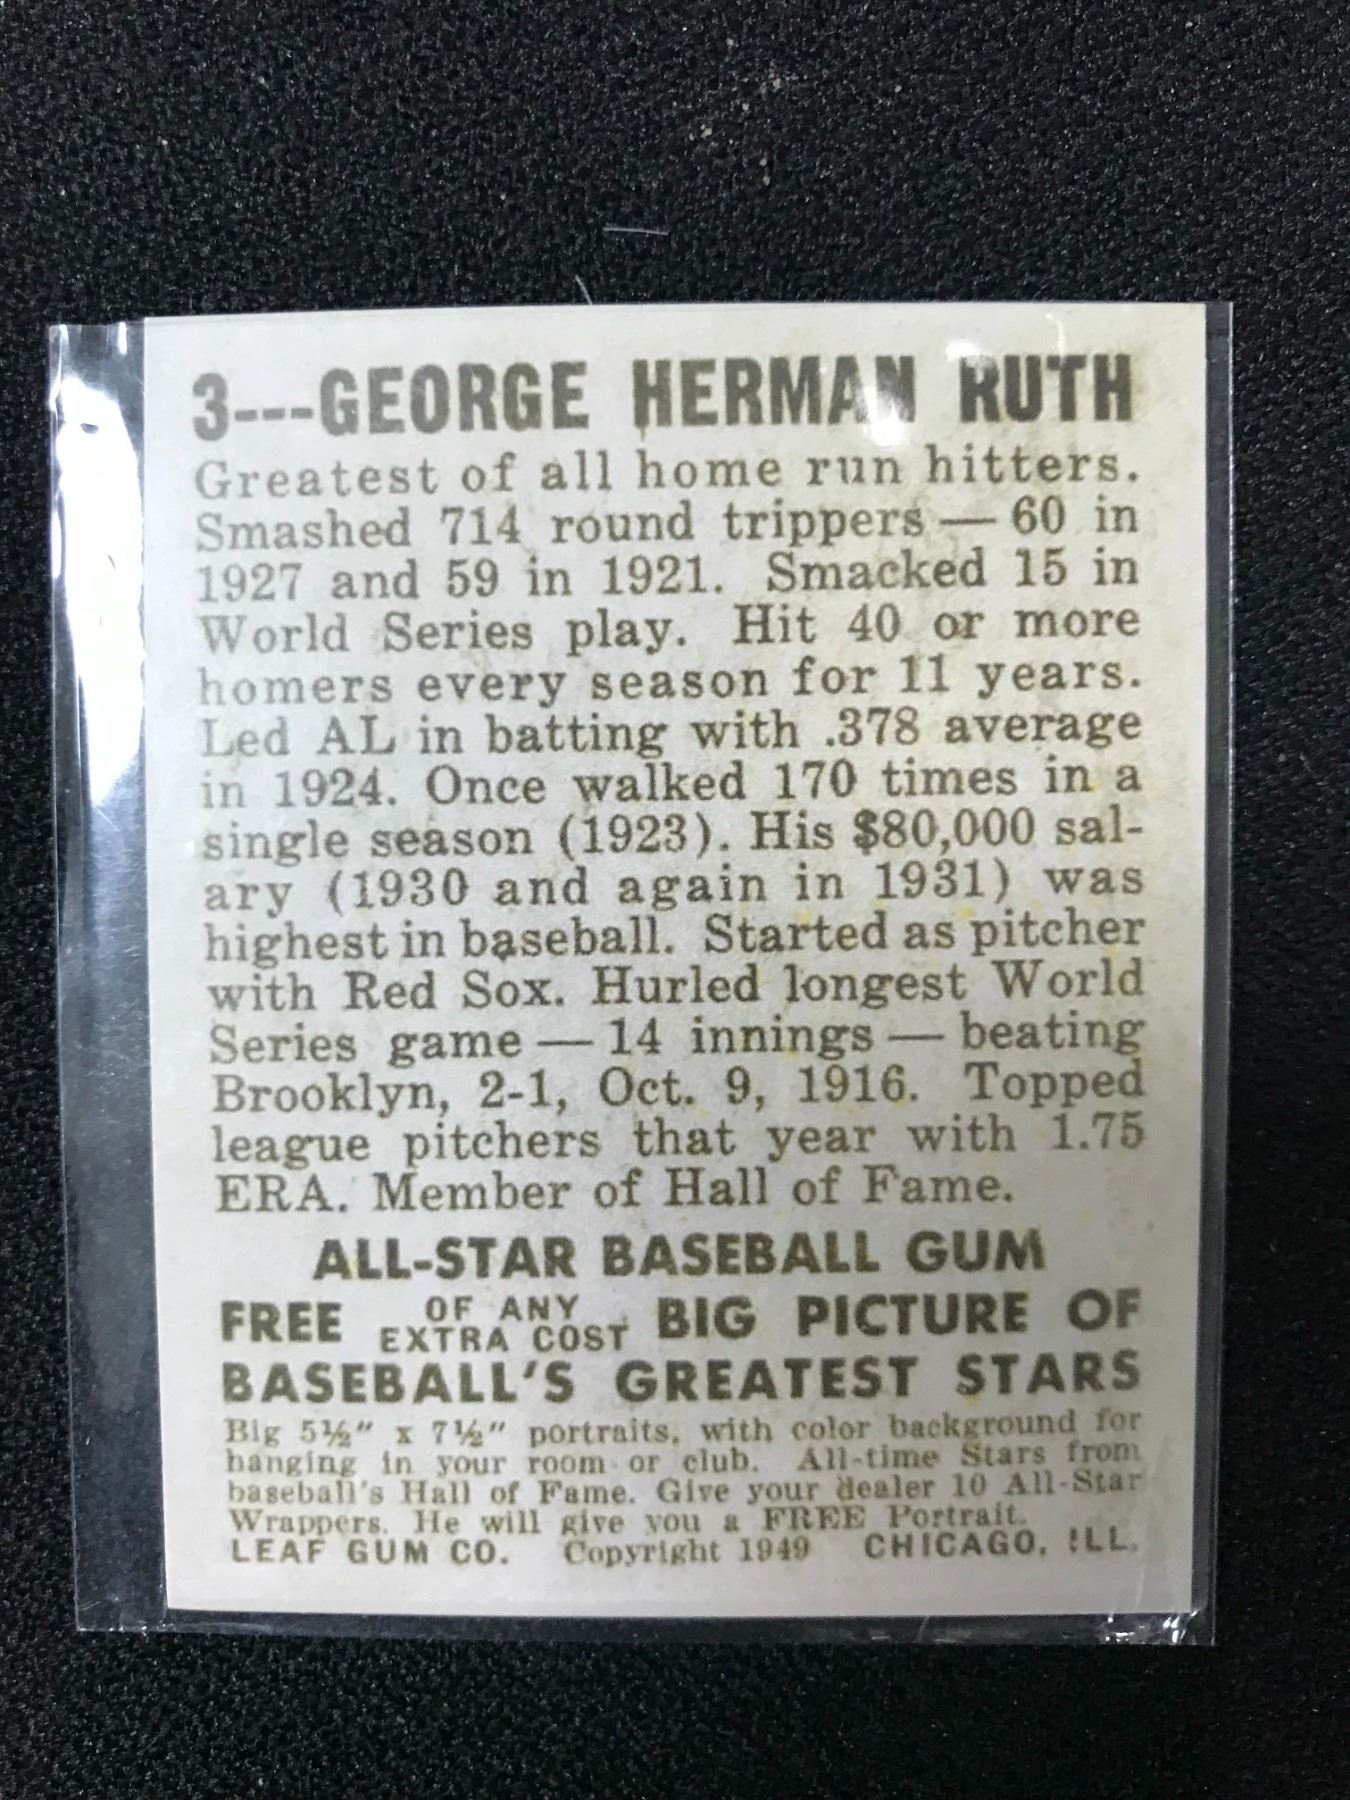 3---GEORGE HERMAN RUTH
Greatest of all home run hitters.
Smashed 714 round trippers — 60 in
1927 and 59 in 1921. Smacked 15 in
World Series play. Hit 40 or more
homers every season for 11 years.
Led AL in batting with .378 average
in 1924. Once walked 170 times in a
single season (1923). His $80,000 sal-
ary (1930 and again in 1931) was
highest in baseball. Started as pitcher
with Red Sox. Hurled longest World
Series game — 14 innings — beating
Brooklyn, 2-1, Oct. 9, 1916. Topped
league pitchers that year with 1.75
ERA. Member of Hall of Fame.
ALL-STAR BASEBALL GUM
FREE OF ANY EXTRA COST BIG PICTURE OF
BASEBALL'S GREATEST STARS
Big 5½" x 7½" portraits, with color background for
hanging in your room or club. All-time Stars from
baseball's Hall of Fame. Give your dealer 10 All-Star
Wrappers. He will give you a FREE Portrait.
LEAF GUM CO. Copyright 1949 CHICAGO, ILL.